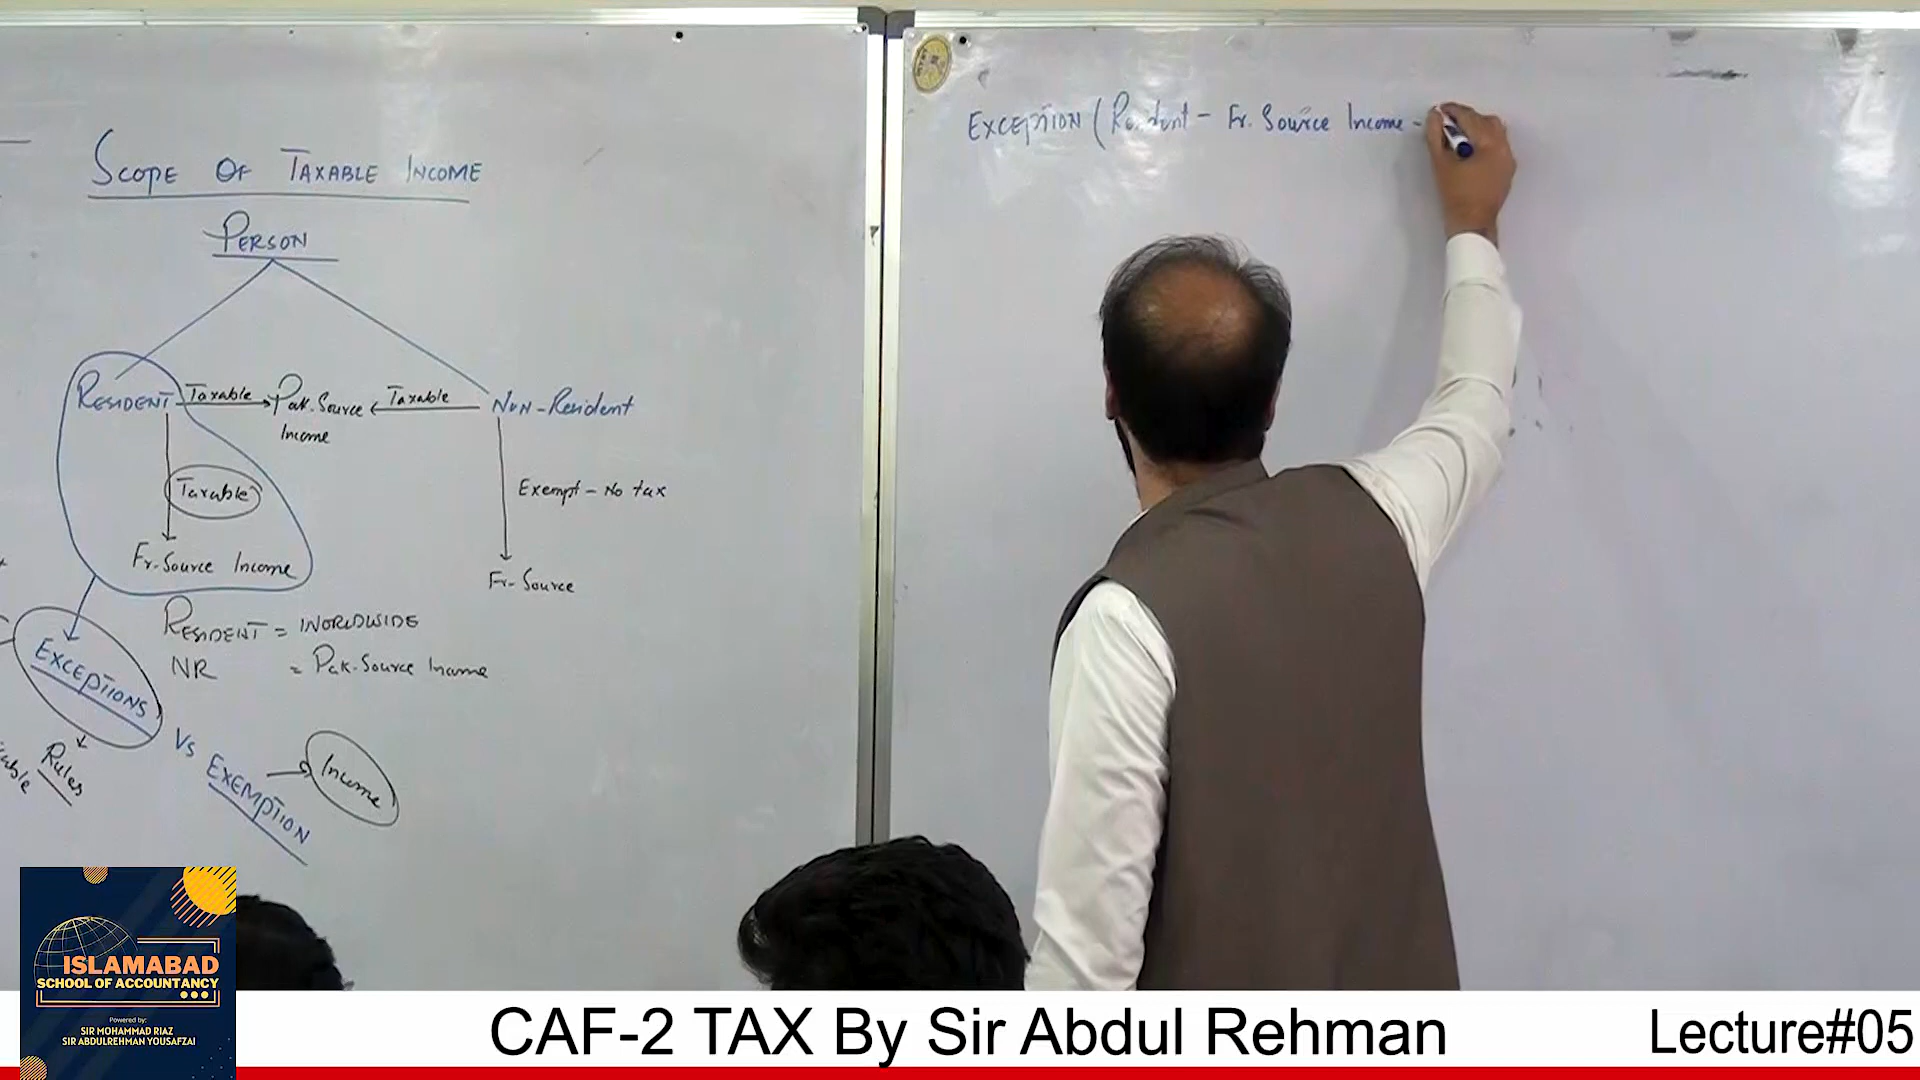 SCOPE OF TAXABLE INCOME
PERSON
RESIDENT Taxable Pak-Source Taxable NON-Resident
Income
Taxable
Exempt - No tax
Fr-Source Income
Fr-Source
RESIDENT = WORLDWIDE
NR = Pak-Source Income
EXCEPTIONS
Rules
Vs
EXEMPTION
Income
EXCEPTION (Resident - Fr. Source Income -
ISLAMABAD
SCHOOL OF ACCOUNTANCY
Powered by:
SIR MOHAMMAD RIAZ
SIR ABDULREHMAN YOUSAFZAI
CAF-2 TAX By Sir Abdul Rehman
Lecture#05